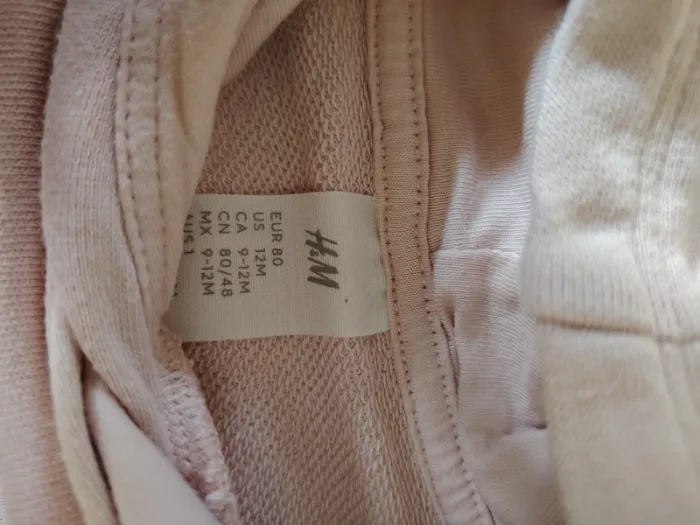 H&M
EUR 80
US 12M
CA 9-12M
CN 80/48
MX 9-12M
AUS 1